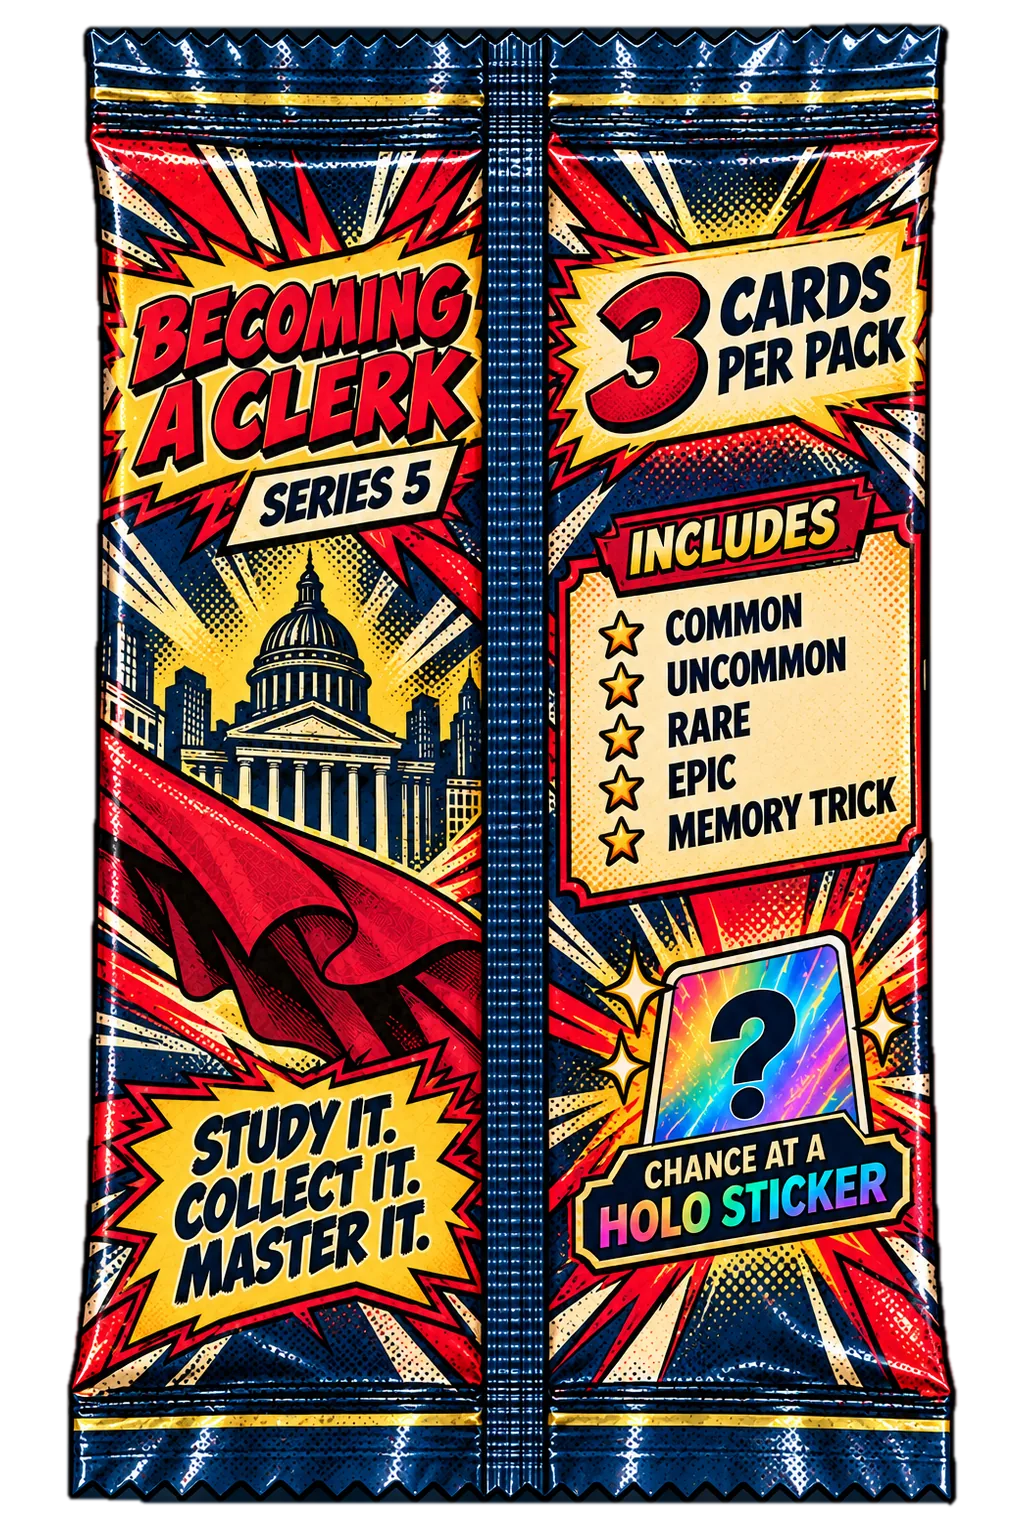 BECOMING
A CLERK
SERIES 5
STUDY IT.
COLLECT IT.
MASTER IT.
3 CARDS
PER PACK
INCLUDES
COMMON
UNCOMMON
RARE
EPIC
MEMORY TRICK
?
CHANCE AT A
HOLO STICKER